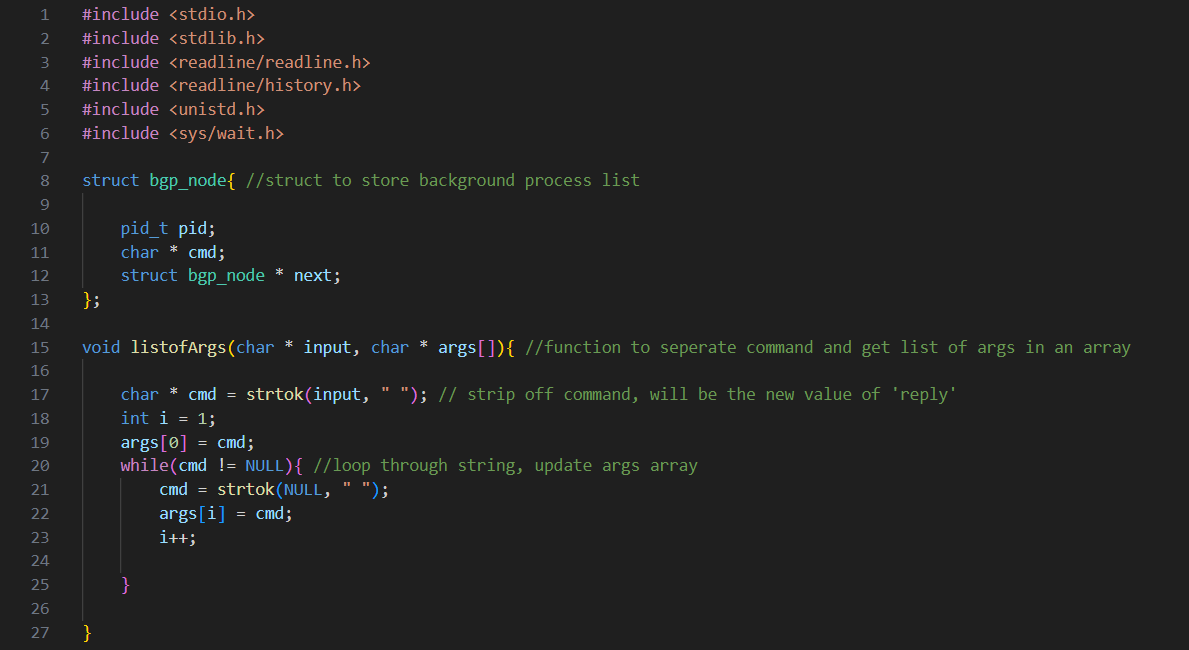 1 #include <stdio.h>
2 #include <stdlib.h>
3 #include <readline/readline.h>
4 #include <readline/history.h>
5 #include <unistd.h>
6 #include <sys/wait.h>
7
8 struct bgp_node{ //struct to store background process list
9
10 pid_t pid;
11 char * cmd;
12 struct bgp_node * next;
13 };
14
15 void listofArgs(char * input, char * args[]){ //function to seperate command and get list of args in an array
16
17 char * cmd = strtok(input, " "); // strip off command, will be the new value of 'reply'
18 int i = 1;
19 args[0] = cmd;
20 while(cmd != NULL){ //loop through string, update args array
21 cmd = strtok(NULL, " ");
22 args[i] = cmd;
23 i++;
24
25 }
26
27 }